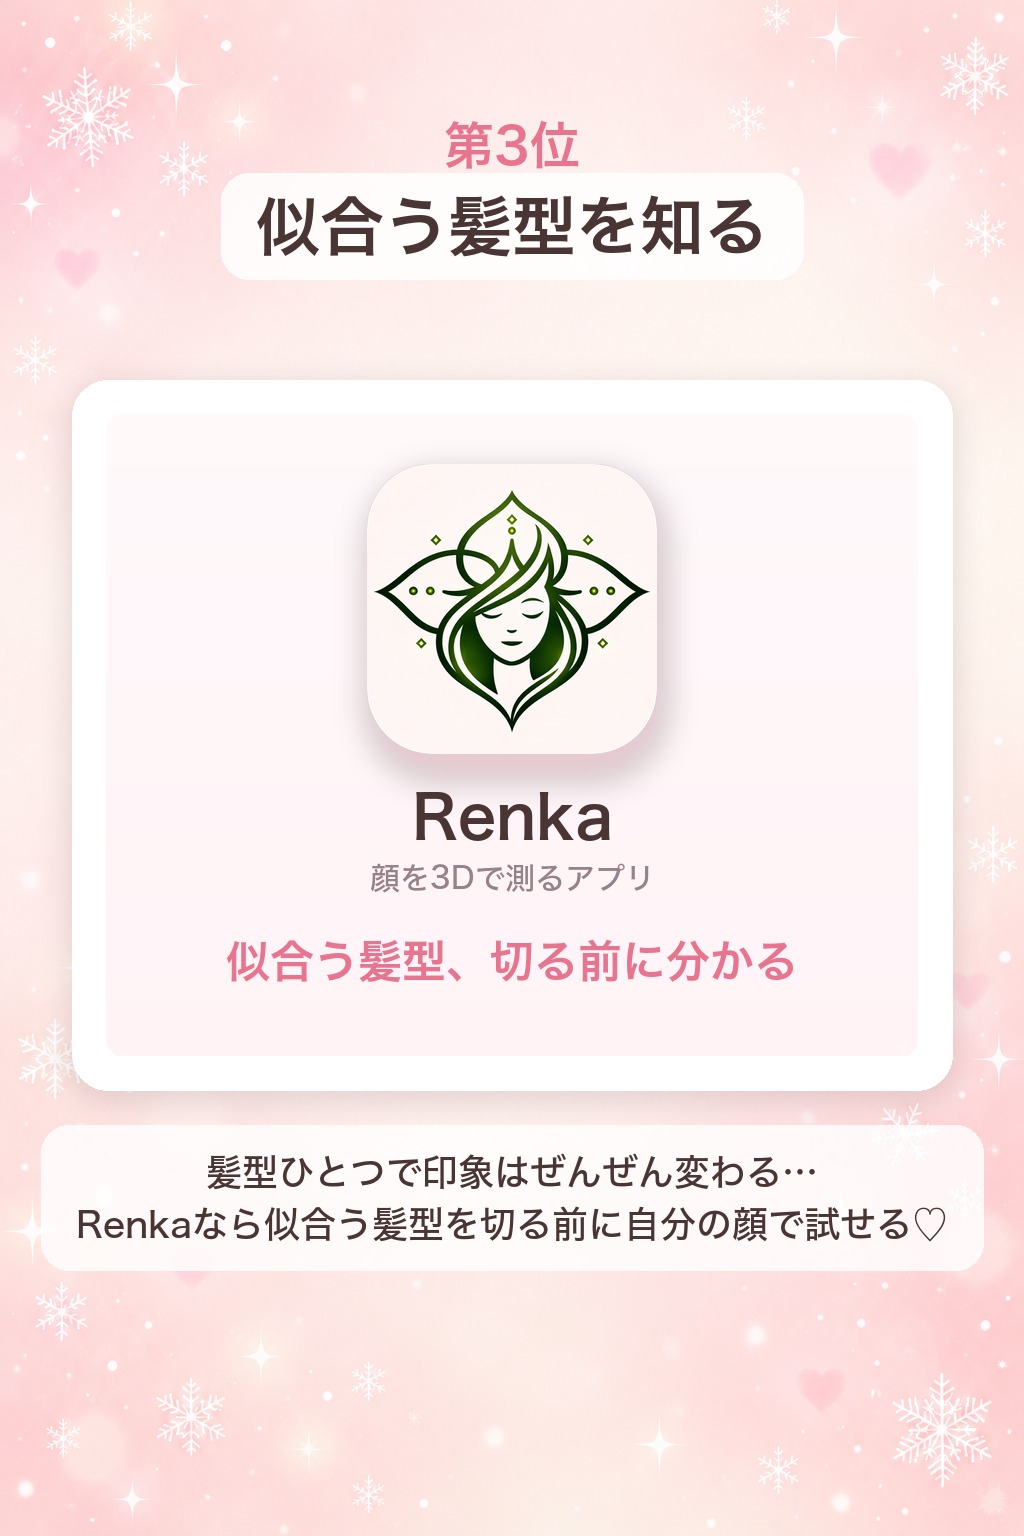 第3位
似合う髪型を知る
Renka
顔を3Dで測るアプリ
似合う髪型、切る前に分かる
髪型ひとつで印象はぜんぜん変わる…
Renkaなら似合う髪型を切る前に自分の顔で試せる♡